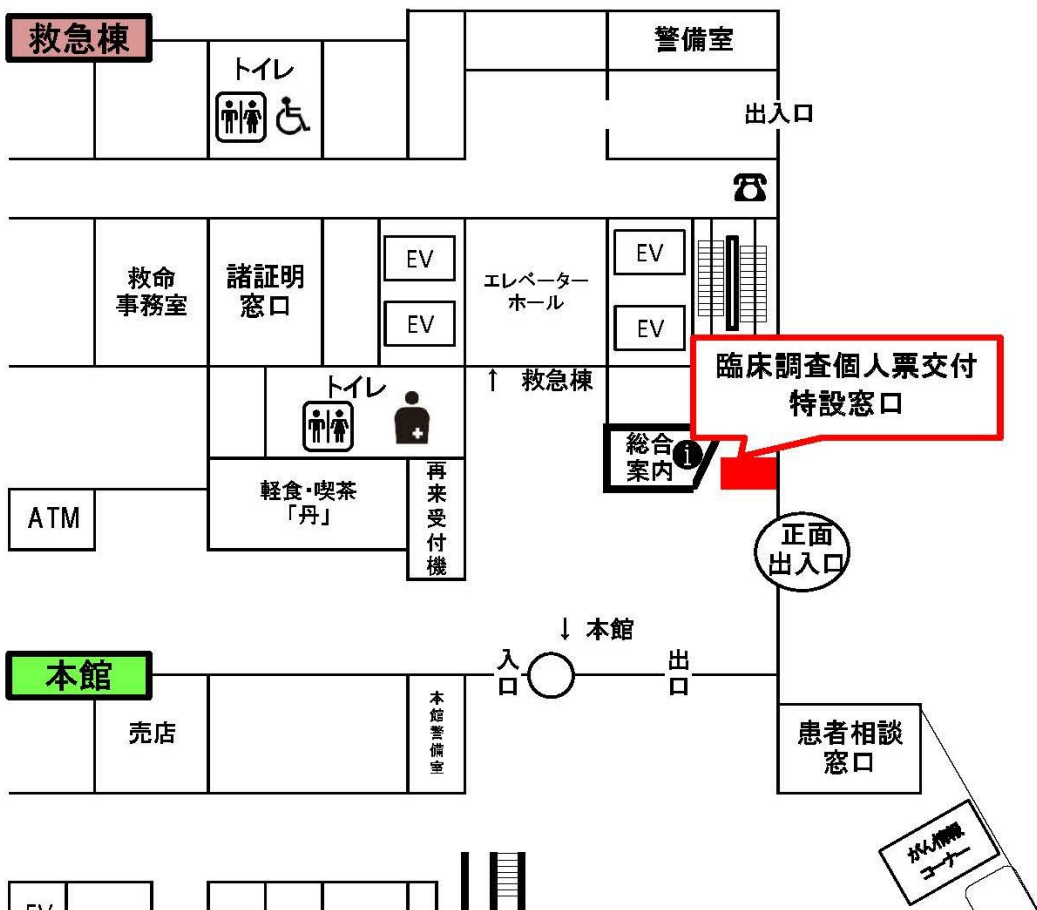 救急棟
警備室
トイレ
出入口
救命
事務室
諸証明
窓口
EV
EV
エレベーター
ホール
EV
EV
臨床調査個人票交付
特設窓口
トイレ
↑ 救急棟
総合
案内
i
ATM
軽食・喫茶
「丹」
再来受付機
正面
出入口
↓ 本館
本館
入口
出口
売店
本館警備室
患者相談
窓口
がん情報
コーナー
EV